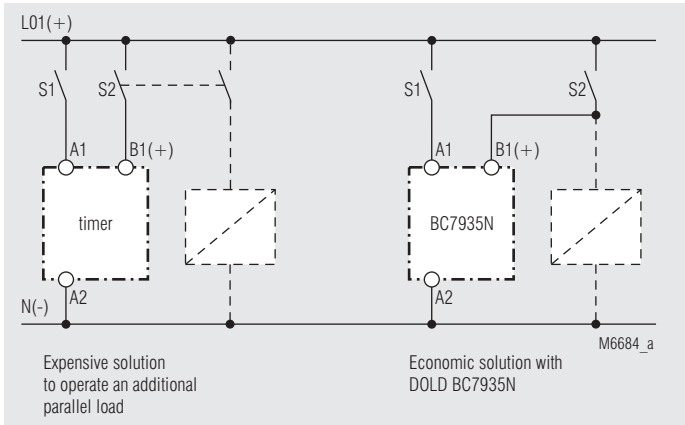 L01(+)
S1
S2
S1
S2
A1
B1(+)
A1
B1(+)
timer
BC7935N
A2
A2
N(-)
M6684_a
Expensive solution
to operate an additional
parallel load
Economic solution with
DOLD BC7935N